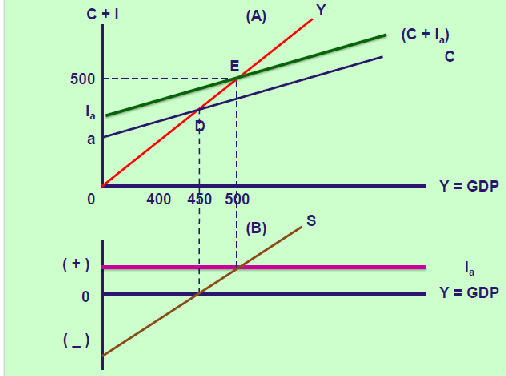 C + I
(A)
Y
(C + Iₐ)
C
E
500
Iₐ
D
a
Y = GDP
0
400
450
500
(B)
S
( + )
Iₐ
0
Y = GDP
( _ )